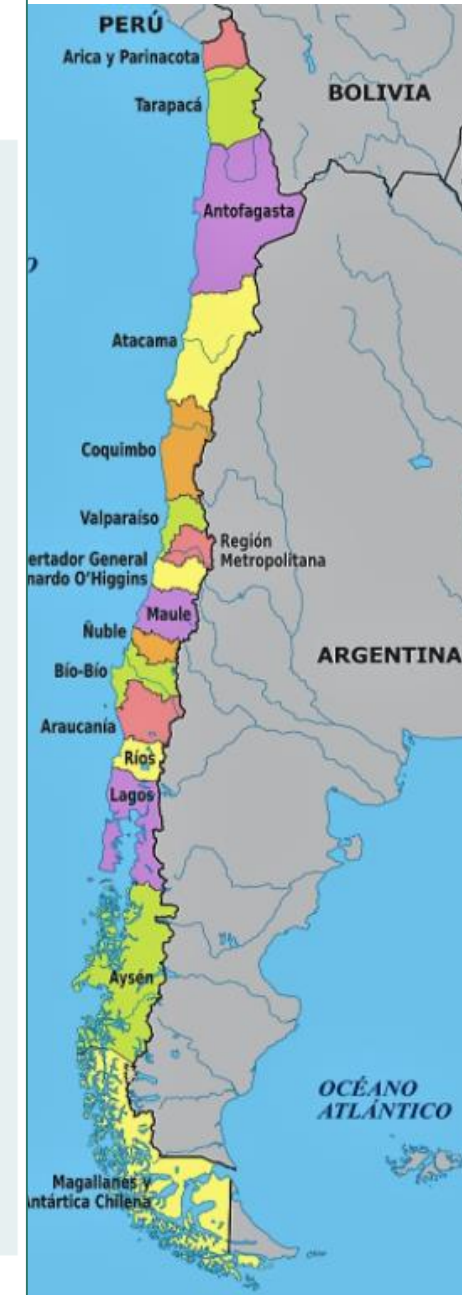 PERÚ
Arica y Parinacota
BOLIVIA
Tarapacá
Antofagasta
Atacama
Coquimbo
Valparaíso
Región
Metropolitana
ertador General
nardo O'Higgins
Maule
Ñuble
ARGENTINA
Bío-Bío
Araucanía
Ríos
Lagos
Aysén
OCÉANO
ATLÁNTICO
Magallanes y
Antártica Chilena